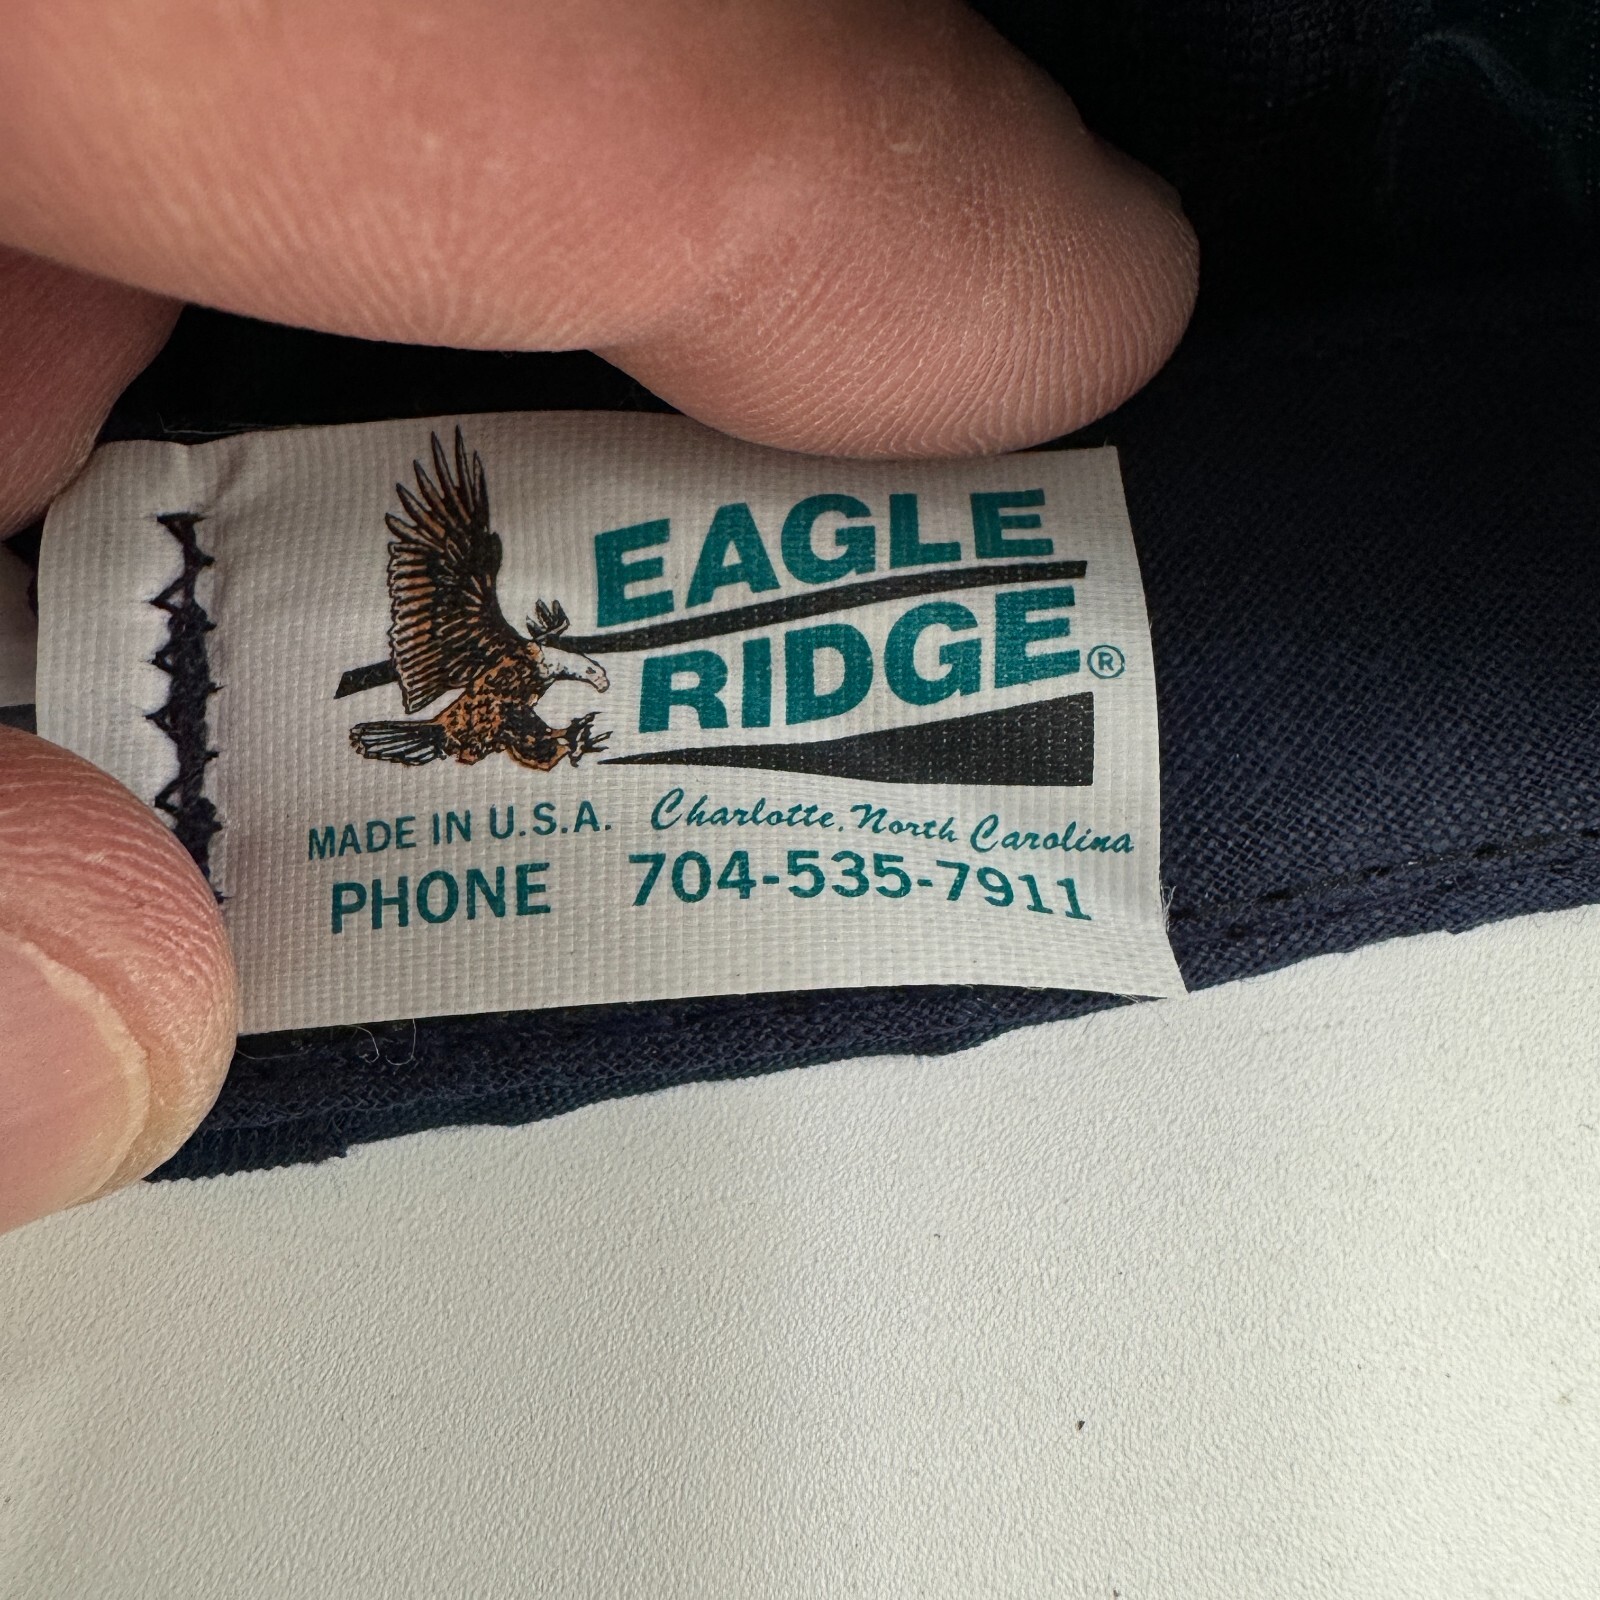 EAGLE
RIDGE®
MADE IN U.S.A. Charlotte, North Carolina
PHONE 704-535-7911